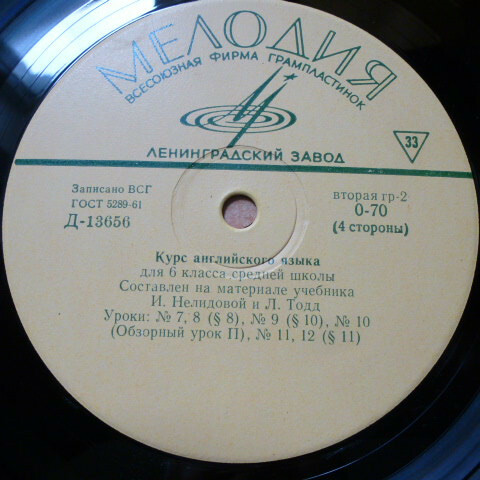 МЕЛОДИЯ
ВСЕСОЮЗНАЯ ФИРМА ГРАМПЛАСТИНОК
ЛЕНИНГРАДСКИЙ ЗАВОД
33
Записано ВСГ
ГОСТ 5289-61
Д-13656
вторая гр-2
0-70
(4 стороны)
Курс английского языка
для 6 класса средней школы
Составлен на материале учебника
И. Нелидовой и Л. Тодд
Уроки: № 7, 8 (§ 8), № 9 (§ 10), № 10
(Обзорный урок П), № 11, 12 (§ 11)